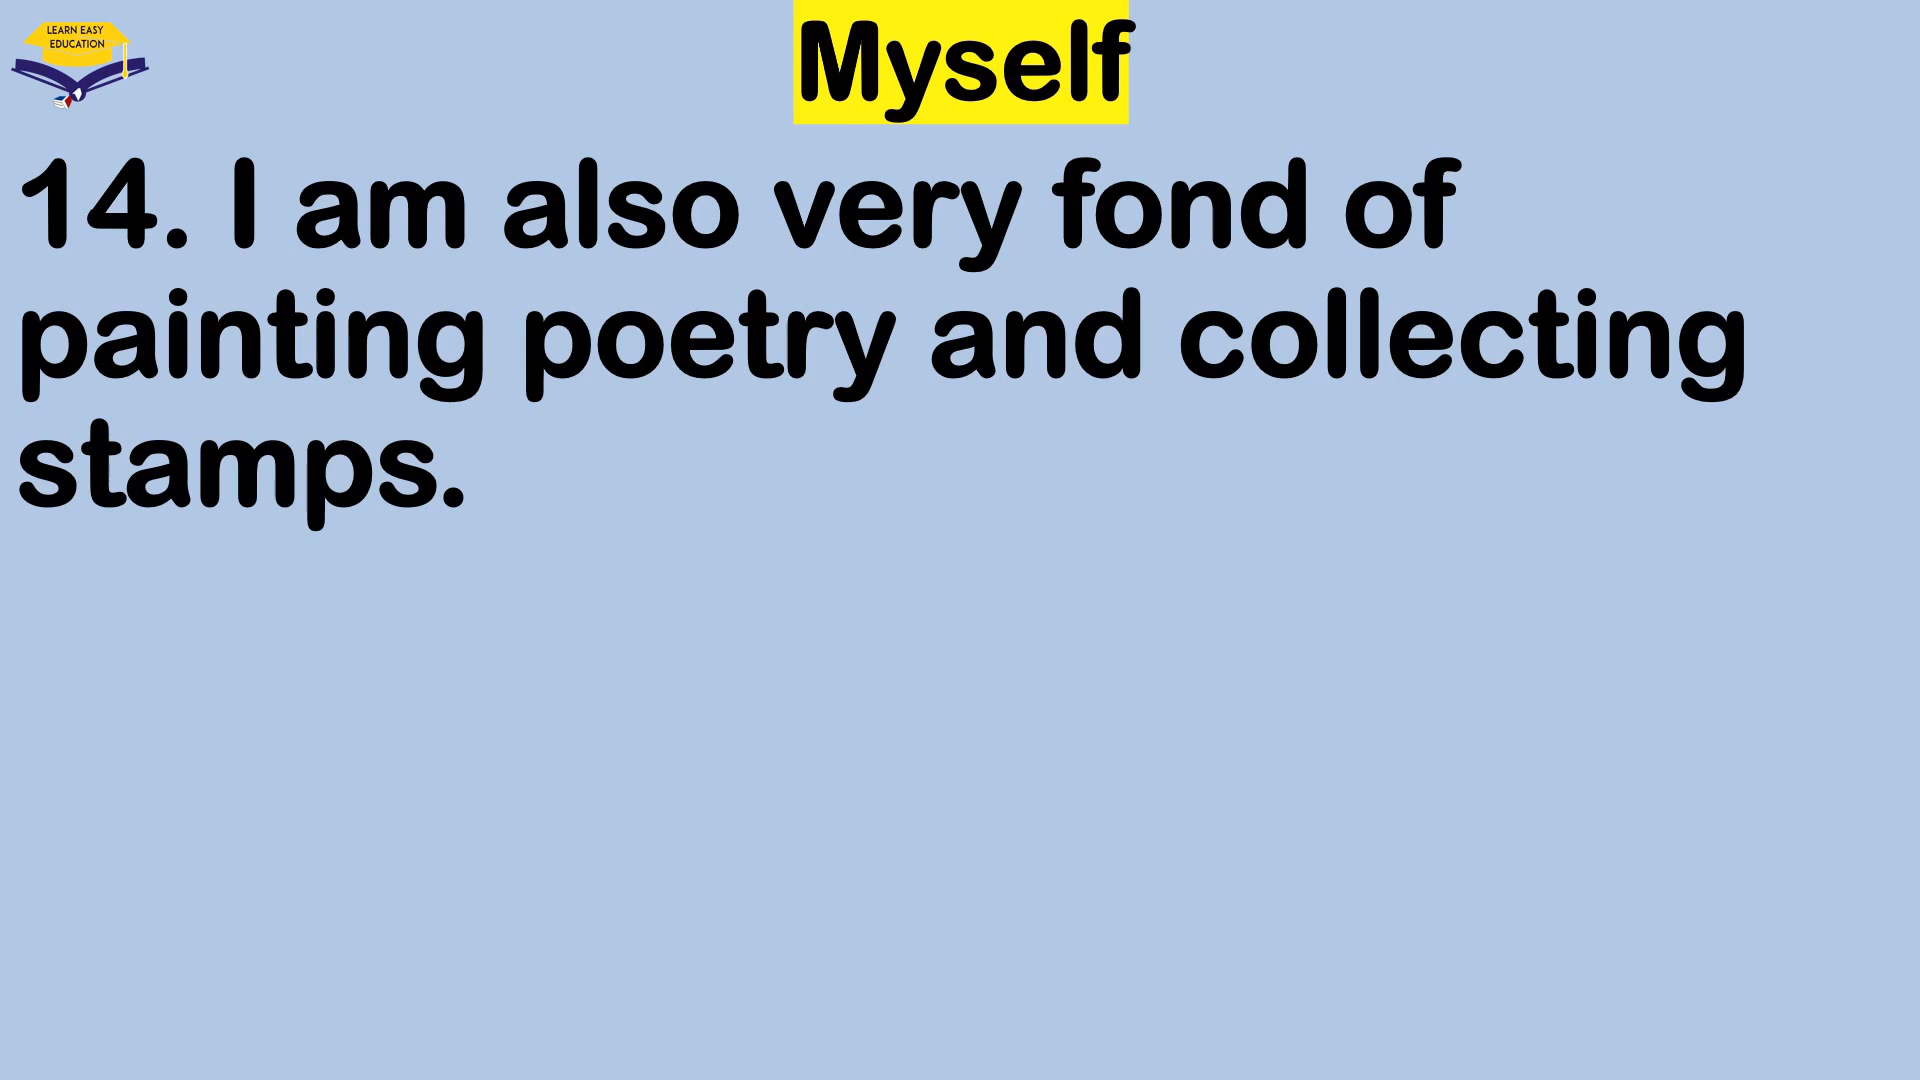 LEARN EASY
EDUCATION
Myself
14. I am also very fond of
painting poetry and collecting
stamps.